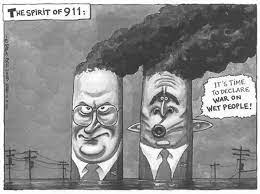 THE SPIRIT OF 911:
IT'S TIME
TO DECLARE
WAR ON
WET PEOPLE!